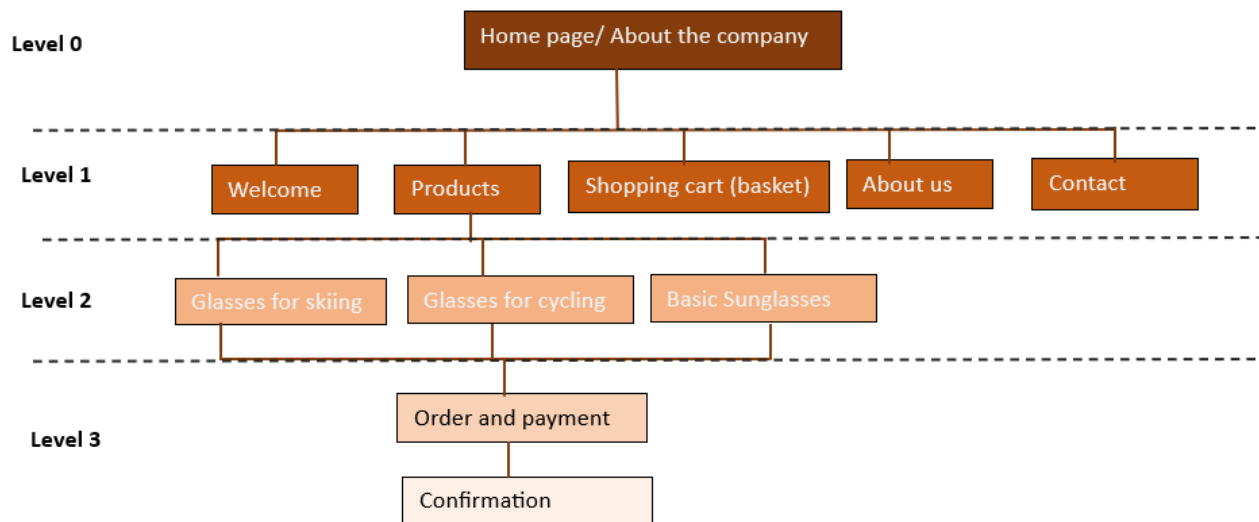 Level 0
Home page/ About the company
Level 1
Welcome
Products
Shopping cart (basket)
About us
Contact
Level 2
Glasses for skiing
Glasses for cycling
Basic Sunglasses
Level 3
Order and payment
Confirmation